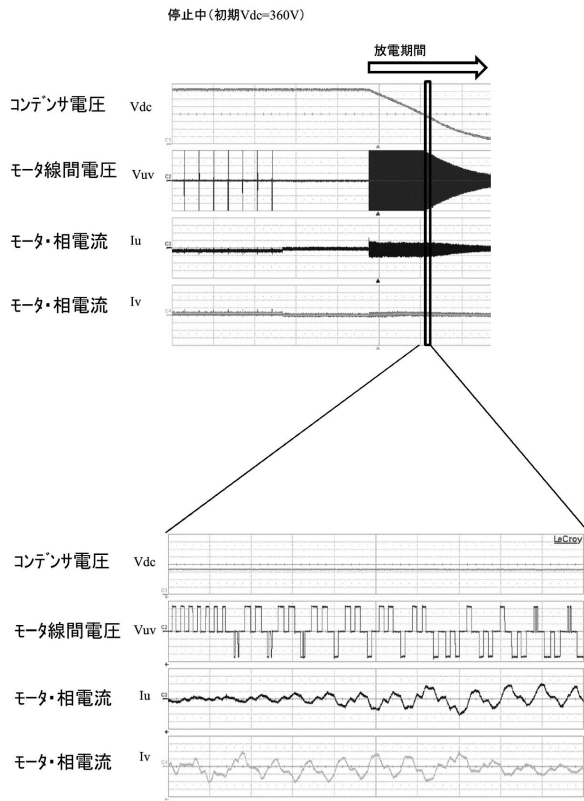 停止中(初期Vdc=360V)
放電期間
コンデンサ電圧 Vdc
モータ線間電圧 Vuv
モータ・相電流 Iu
モータ・相電流 Iv
LeCroy
コンデンサ電圧 Vdc
モータ線間電圧 Vuv
モータ・相電流 Iu
モータ・相電流 Iv